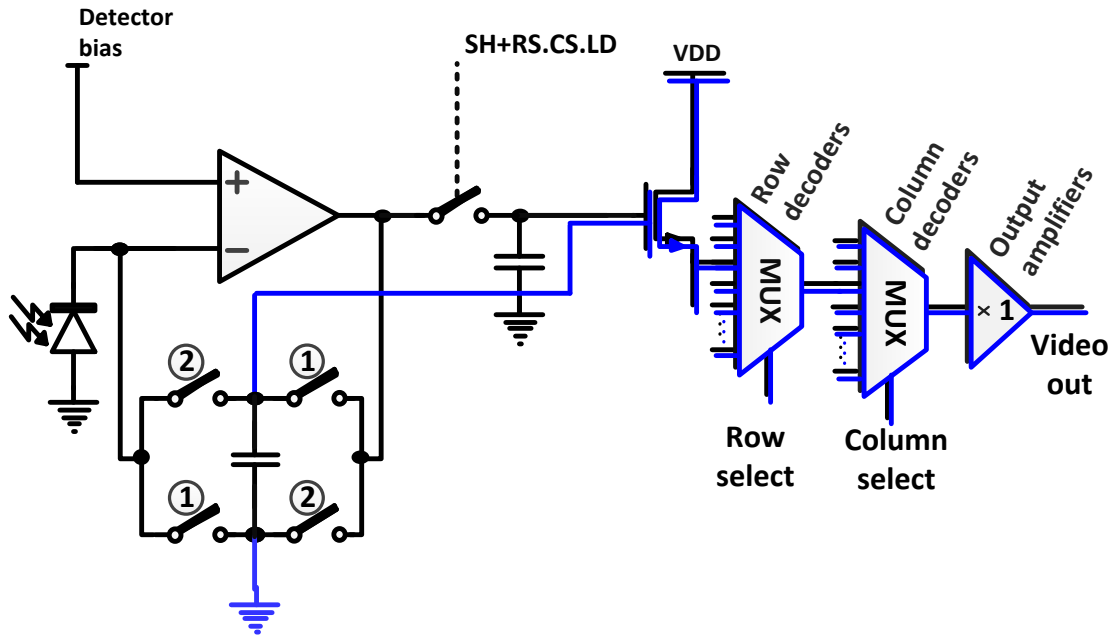 Detector
bias
SH+RS.CS.LD
VDD
Row
decoders
Column
decoders
Output
amplifiers
+
−
MUX
MUX
× 1
Video
out
② ①
① ②
Row
select
Column
select